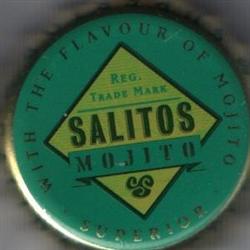 WITH THE FLAVOUR OF MOJITO
REG.
TRADE MARK
SALITOS
MOJITO
SUPERIOR